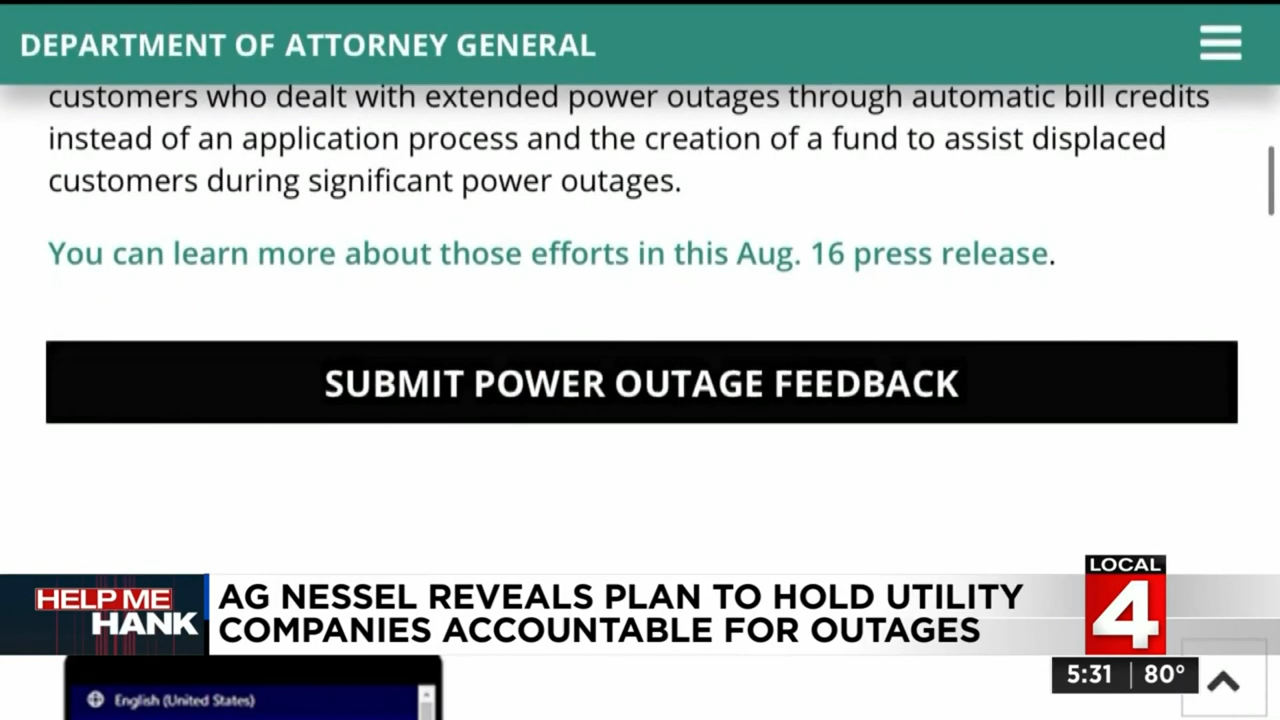 DEPARTMENT OF ATTORNEY GENERAL
customers who dealt with extended power outages through automatic bill credits
instead of an application process and the creation of a fund to assist displaced
customers during significant power outages.
You can learn more about those efforts in this Aug. 16 press release.
SUBMIT POWER OUTAGE FEEDBACK
HELP ME
HANK
AG NESSEL REVEALS PLAN TO HOLD UTILITY
COMPANIES ACCOUNTABLE FOR OUTAGES
LOCAL
4
5:31 80°
English (United States)